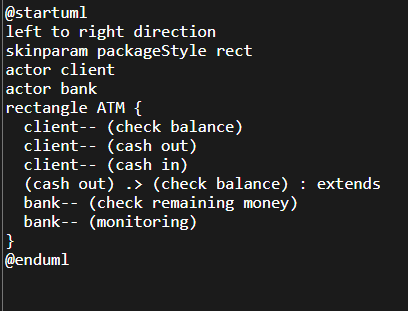 @startuml
left to right direction
skinparam packageStyle rect
actor client
actor bank
rectangle ATM {
  client-- (check balance)
  client-- (cash out)
  client-- (cash in)
  (cash out) .> (check balance) : extends
  bank-- (check remaining money)
  bank-- (monitoring)
}
@enduml